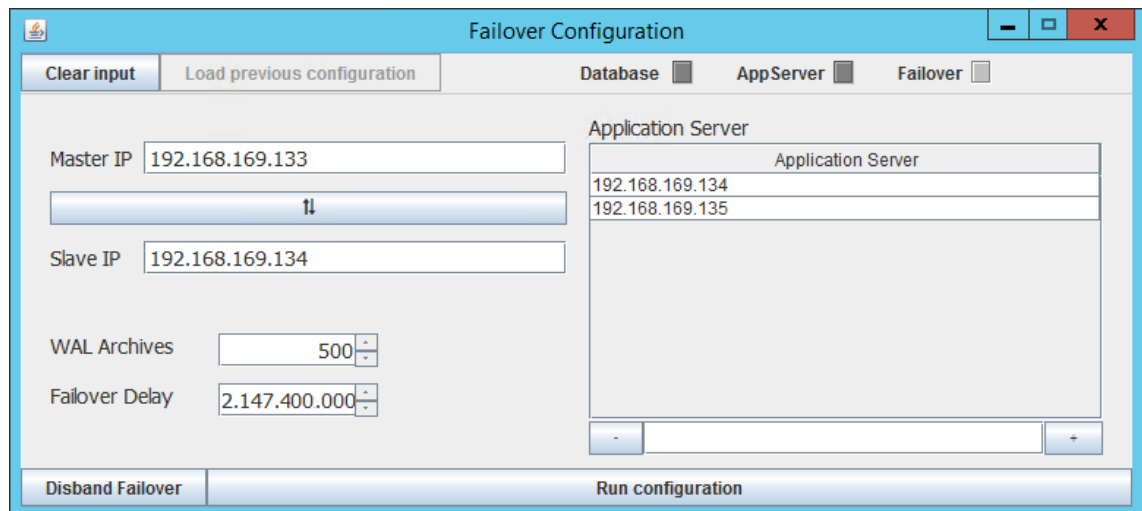 Failover Configuration
Clear input Load previous configuration Database AppServer Failover
Application Server
Master IP 192.168.169.133
Application Server
192.168.169.134
192.168.169.135
⇅
Slave IP 192.168.169.134
WAL Archives 500
Failover Delay 2.147.400.000
- +
Disband Failover Run configuration